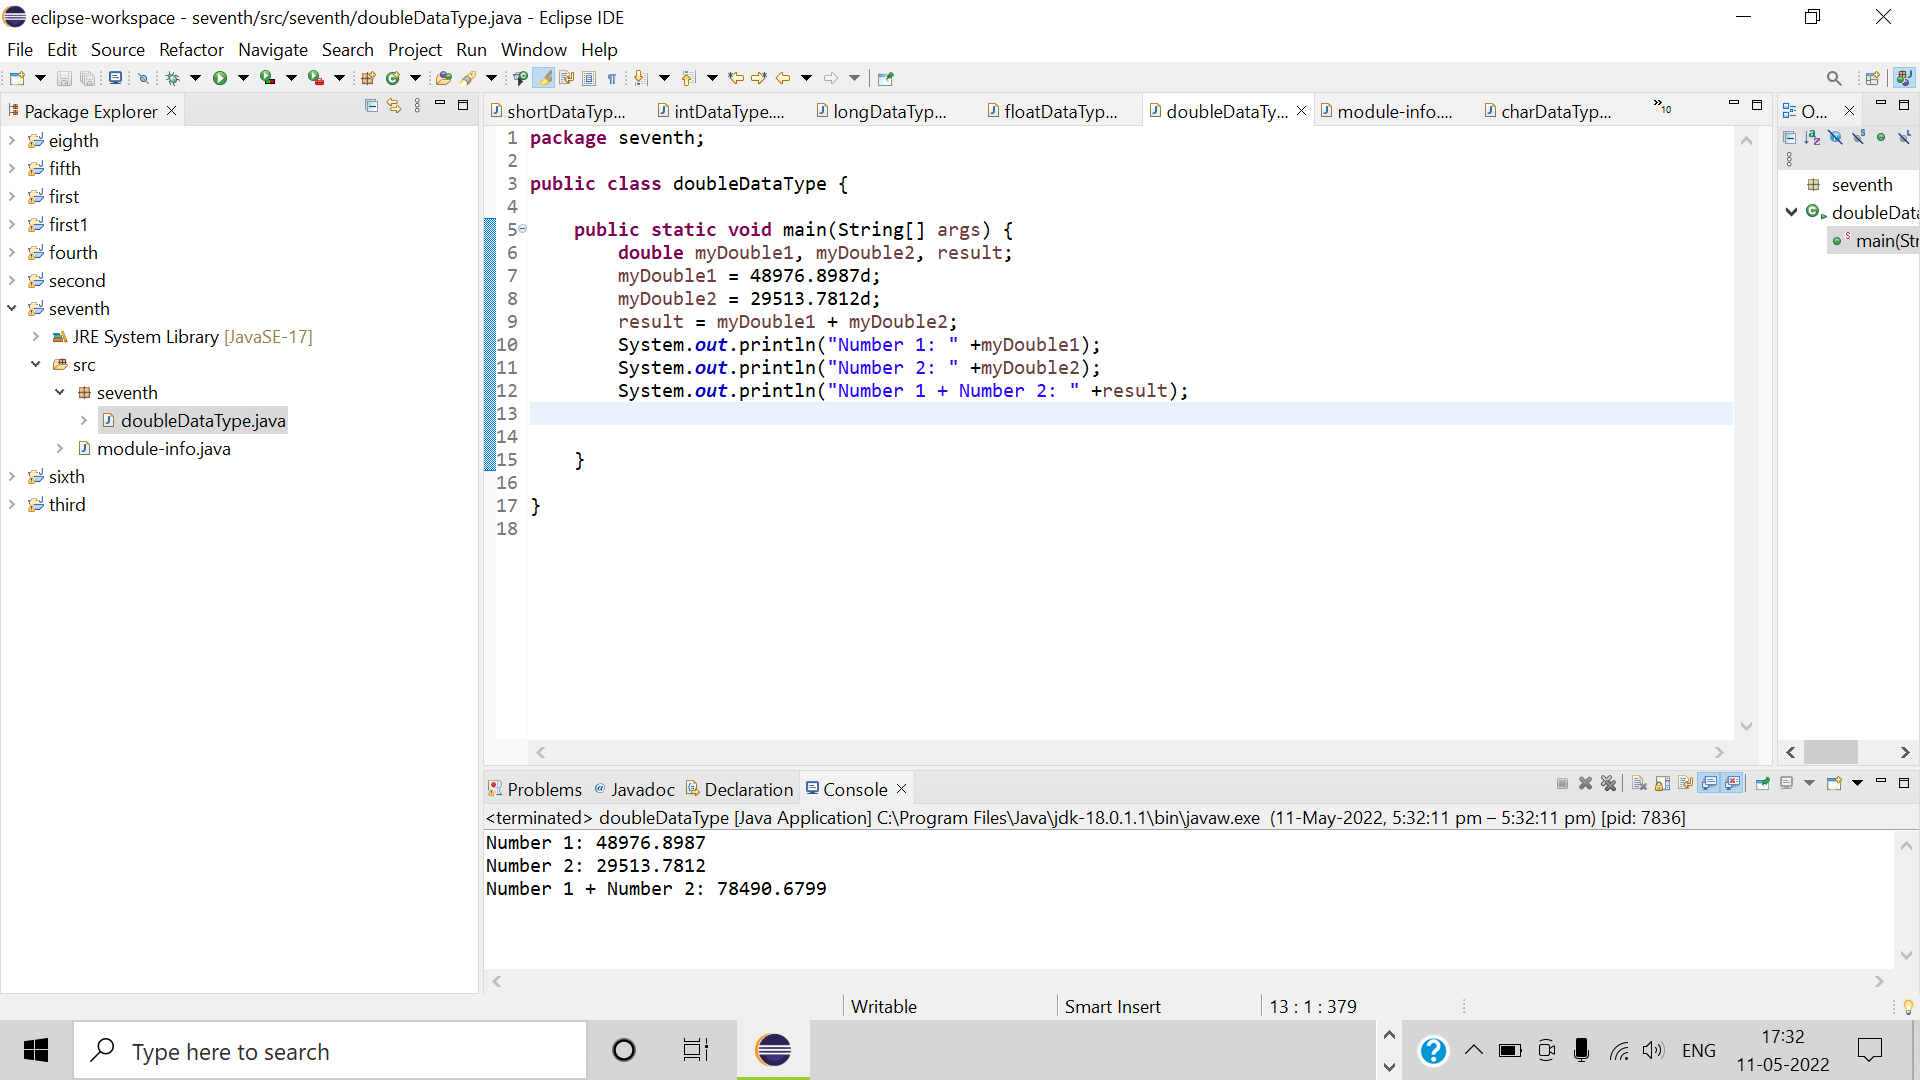 eclipse-workspace - seventh/src/seventh/doubleDataType.java - Eclipse IDE
File Edit Source Refactor Navigate Search Project Run Window Help
Package Explorer
eighth
fifth
first
first1
fourth
second
seventh
JRE System Library [JavaSE-17]
src
seventh
doubleDataType.java
module-info.java
sixth
third
shortDataTyp... intDataType.... longDataTyp... floatDataTyp... doubleDataTy... module-info.... charDataTyp... »10
1 package seventh;
2
3 public class doubleDataType {
4
5 public static void main(String[] args) {
6 double myDouble1, myDouble2, result;
7 myDouble1 = 48976.8987d;
8 myDouble2 = 29513.7812d;
9 result = myDouble1 + myDouble2;
10 System.out.println("Number 1: " +myDouble1);
11 System.out.println("Number 2: " +myDouble2);
12 System.out.println("Number 1 + Number 2: " +result);
13
14
15 }
16
17 }
18
O...
seventh
doubleData
main(Str
Problems @ Javadoc Declaration Console
<terminated> doubleDataType [Java Application] C:\Program Files\Java\jdk-18.0.1.1\bin\javaw.exe (11-May-2022, 5:32:11 pm – 5:32:11 pm) [pid: 7836]
Number 1: 48976.8987
Number 2: 29513.7812
Number 1 + Number 2: 78490.6799
Writable Smart Insert 13 : 1 : 379
Type here to search
ENG
17:32
11-05-2022